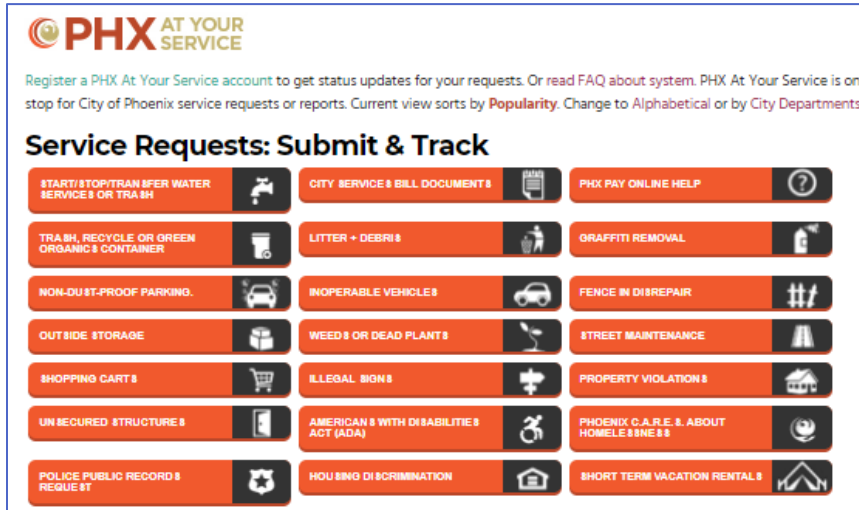 PHX AT YOUR SERVICE
Register a PHX At Your Service account to get status updates for your requests. Or read FAQ about system. PHX At Your Service is on
stop for City of Phoenix service requests or reports. Current view sorts by Popularity. Change to Alphabetical or by City Departments
Service Requests: Submit & Track
START/STOP/TRANSFER WATER
SERVICES OR TRASH
CITY SERVICES BILL DOCUMENTS
PHX PAY ONLINE HELP
TRASH, RECYCLE OR GREEN
ORGANICS CONTAINER
LITTER + DEBRIS
GRAFFITI REMOVAL
NON-DUST-PROOF PARKING.
INOPERABLE VEHICLES
FENCE IN DISREPAIR
OUTSIDE STORAGE
WEEDS OR DEAD PLANTS
STREET MAINTENANCE
SHOPPING CARTS
ILLEGAL SIGNS
PROPERTY VIOLATIONS
UNSECURED STRUCTURES
AMERICANS WITH DISABILITIES
ACT (ADA)
PHOENIX C.A.R.E.S. ABOUT
HOMELESSNESS
POLICE PUBLIC RECORDS
REQUEST
HOUSING DISCRIMINATION
SHORT TERM VACATION RENTALS